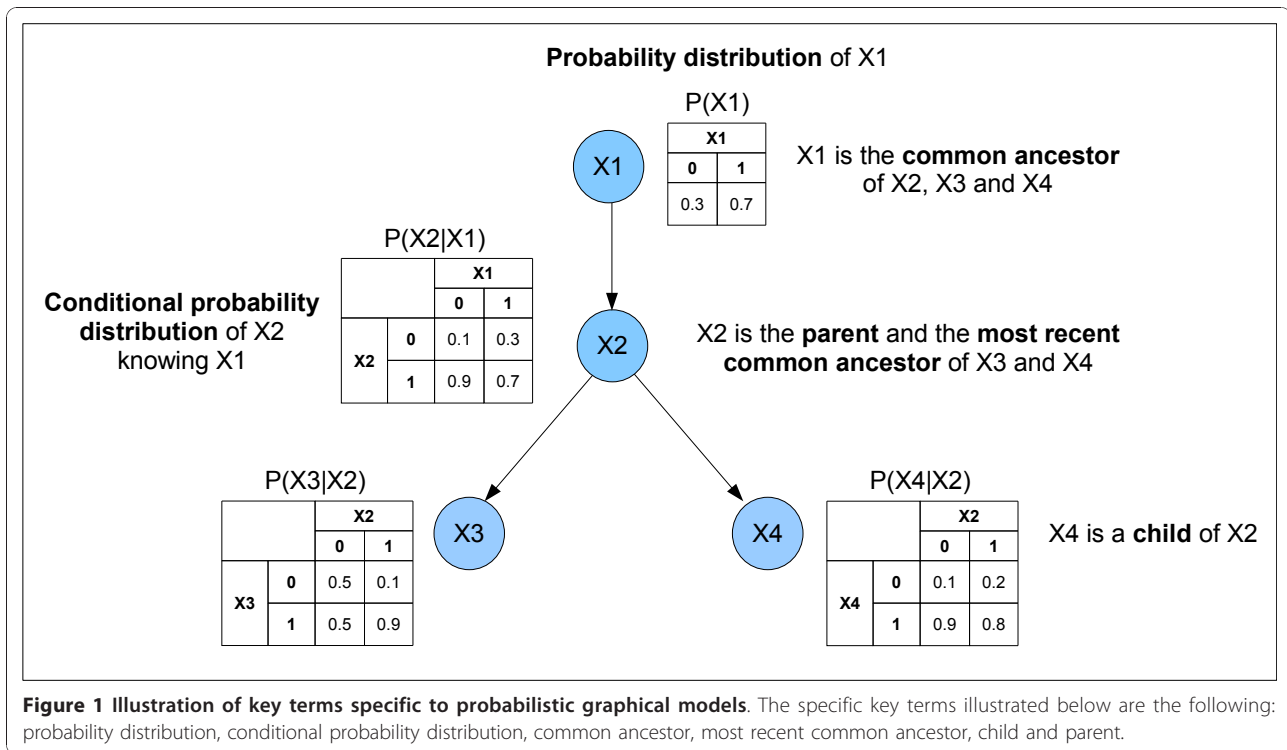 Probability distribution of X1
P(X1)
X1
0 1
0.3 0.7
X1
X1 is the common ancestor
of X2, X3 and X4
P(X2|X1)
X1
0 1
X2
0 0.1 0.3
1 0.9 0.7
Conditional probability
distribution of X2
knowing X1
X2
X2 is the parent and the most recent
common ancestor of X3 and X4
P(X3|X2)
X2
0 1
X3
0 0.5 0.1
1 0.5 0.9
X3
X4
P(X4|X2)
X2
0 1
X4
0 0.1 0.2
1 0.9 0.8
X4 is a child of X2
Figure 1 Illustration of key terms specific to probabilistic graphical models. The specific key terms illustrated below are the following:
probability distribution, conditional probability distribution, common ancestor, most recent common ancestor, child and parent.